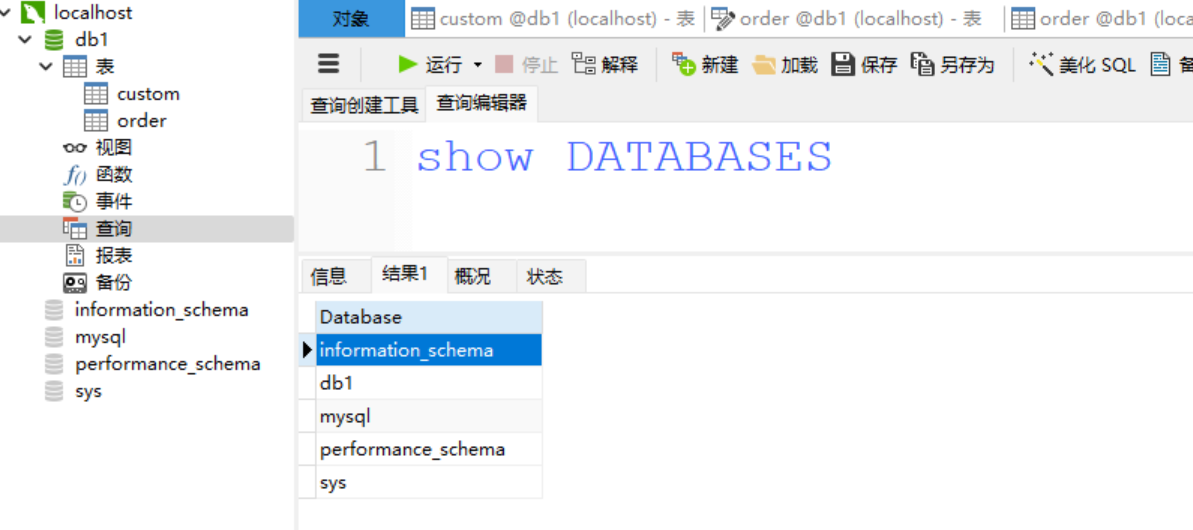 localhost
db1
表
custom
order
视图
函数
事件
查询
报表
备份
information_schema
mysql
performance_schema
sys
对象 custom @db1 (localhost) - 表 order @db1 (localhost) - 表 order @db1 (loca
运行 停止 解释 新建 加载 保存 另存为 美化 SQL
查询创建工具 查询编辑器
1 show DATABASES
信息 结果1 概况 状态
Database
information_schema
db1
mysql
performance_schema
sys